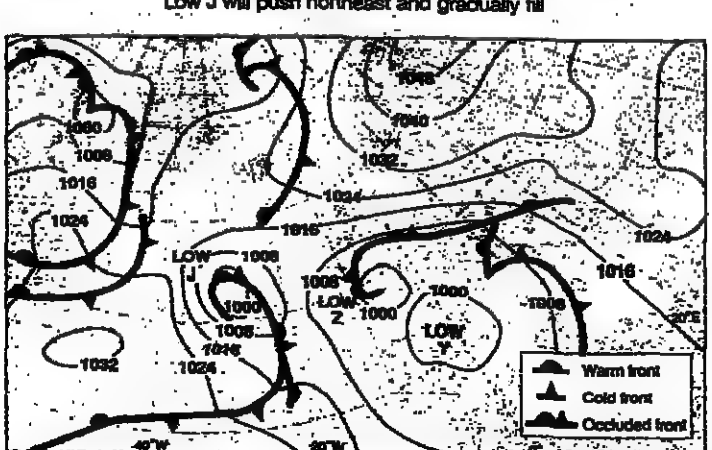 Low J will push northeast and gradually fill
1048
1040
1032
1024
1016
1000
1008
1016
1024
LOW
J
1008
1000
1008
1016
1024
1032
1008
LOW
Z
1000
1000
LOW
Y
1008
1016
1024
20°E
40°W
20°W
Warm front
Cold front
Occluded front